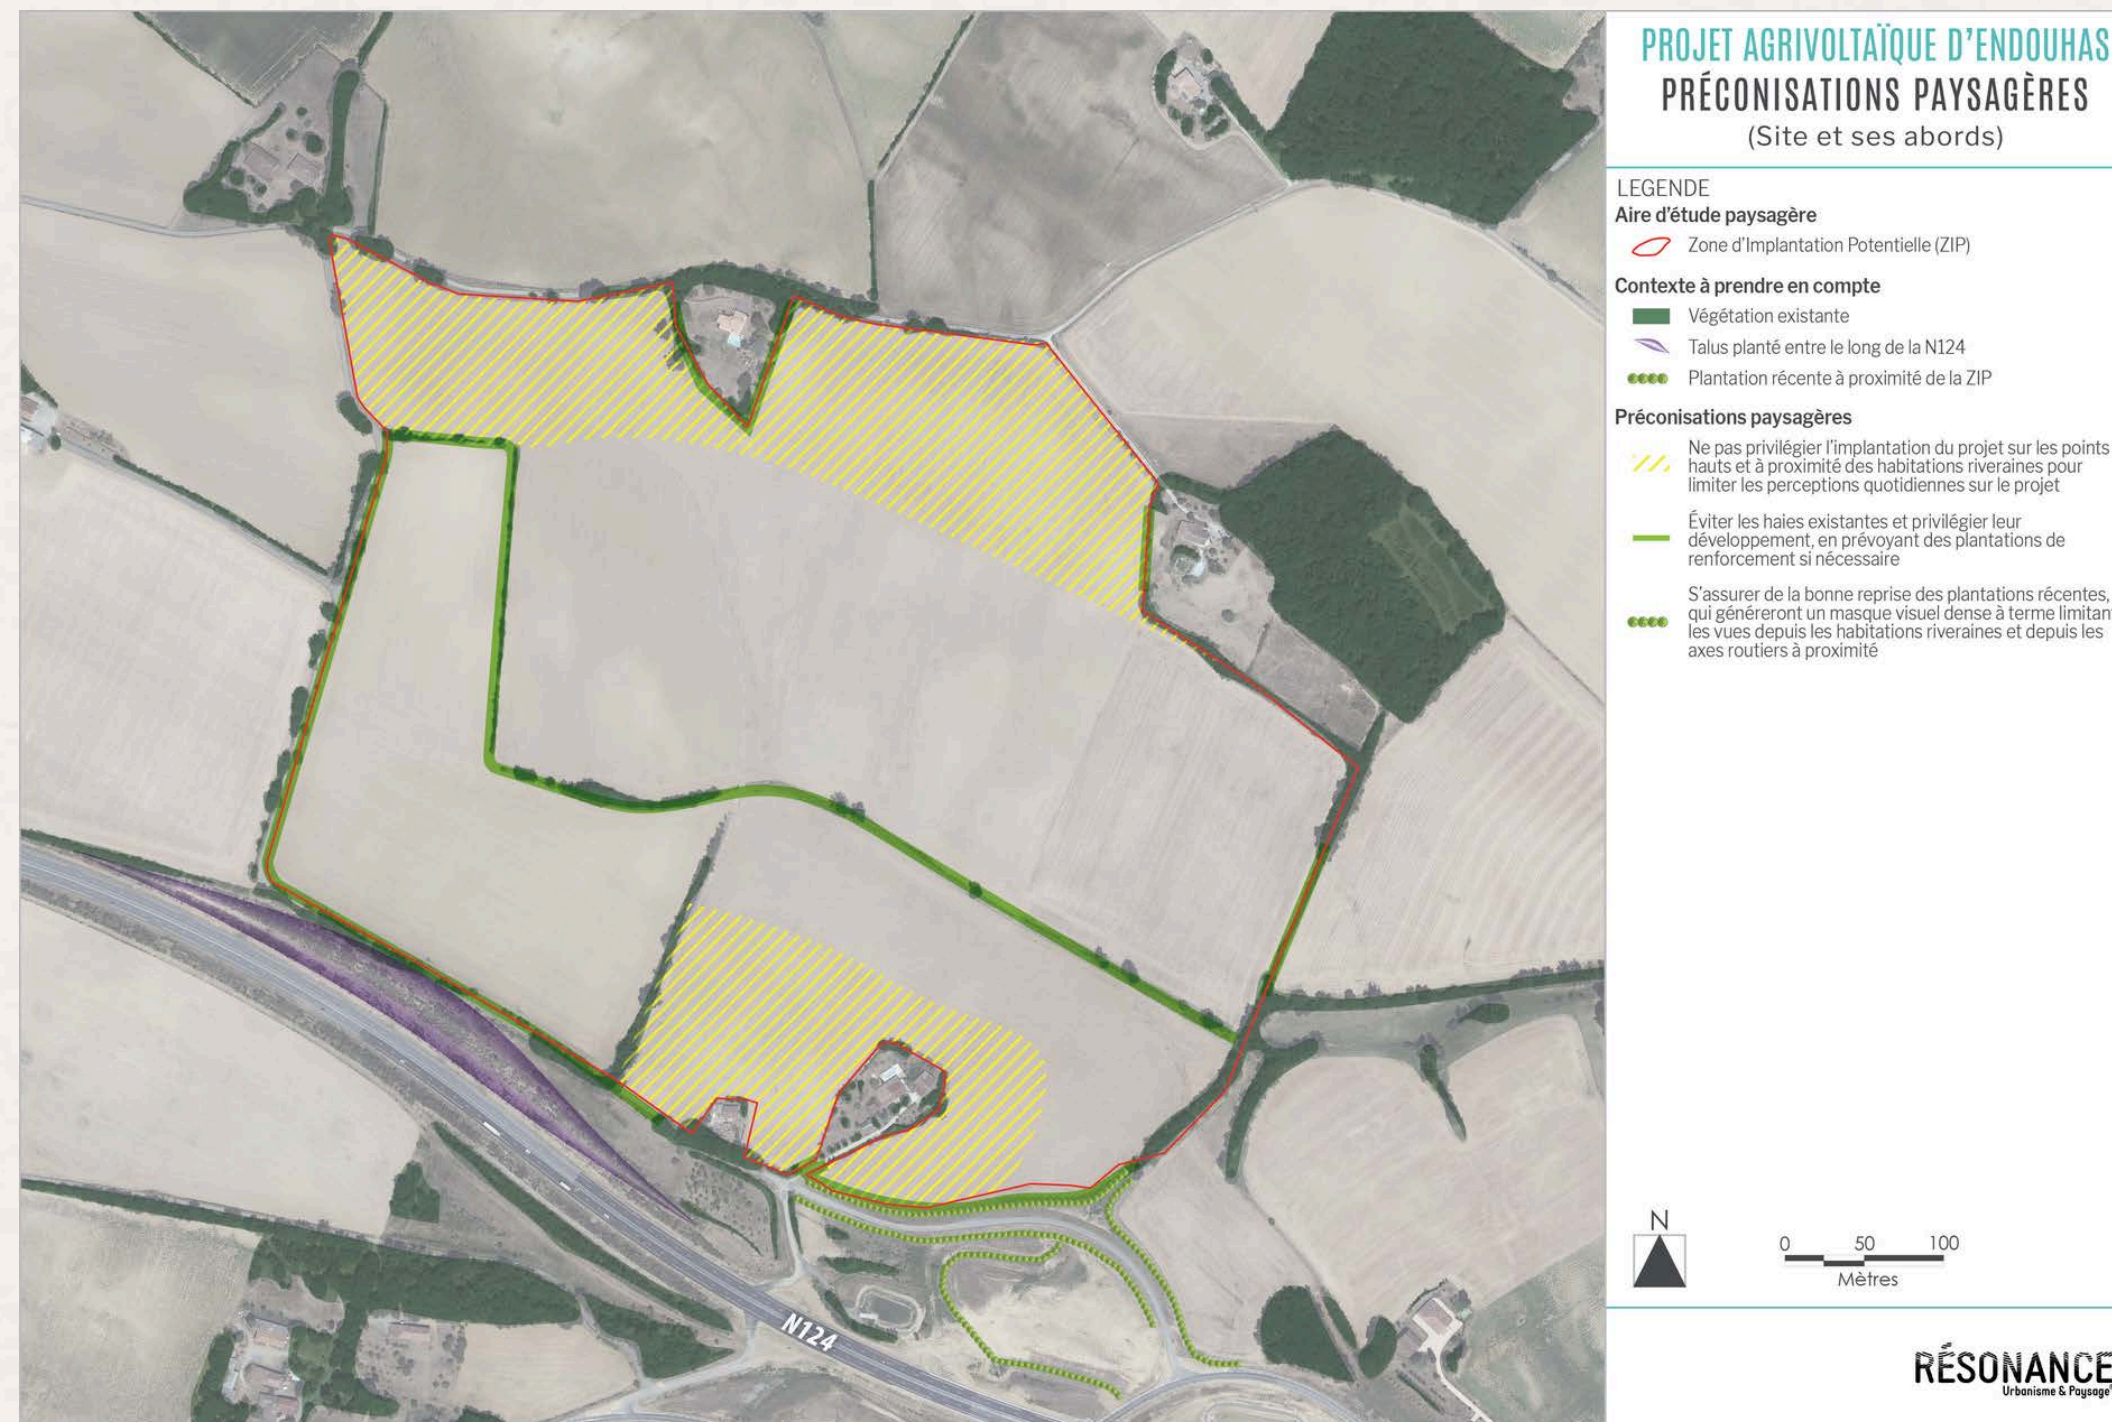 PROJET AGRIVOLTAÏQUE D'ENDOUHAS
PRÉCONISATIONS PAYSAGÈRES
(Site et ses abords)
LEGENDE
Aire d'étude paysagère
Zone d'Implantation Potentielle (ZIP)
Contexte à prendre en compte
Végétation existante
Talus planté entre le long de la N124
Plantation récente à proximité de la ZIP
Préconisations paysagères
Ne pas privilégier l'implantation du projet sur les points
hauts et à proximité des habitations riveraines pour
limiter les perceptions quotidiennes sur le projet
Éviter les haies existantes et privilégier leur
développement, en prévoyant des plantations de
renforcement si nécessaire
S'assurer de la bonne reprise des plantations récentes,
qui généreront un masque visuel dense à terme limitan
les vues depuis les habitations riveraines et depuis les
axes routiers à proximité
N
0 50 100
Mètres
N124
RÉSONANCE
Urbanisme & Paysage